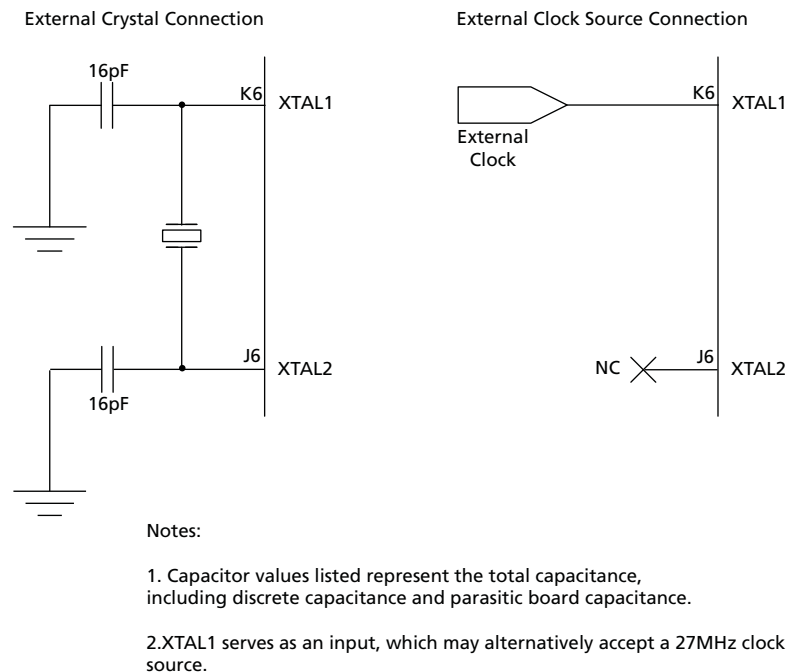 External Crystal Connection
External Clock Source Connection
16pF
K6
XTAL1
J6
XTAL2
16pF
K6
XTAL1
External
Clock
NC
J6
XTAL2
Notes:
1. Capacitor values listed represent the total capacitance,
including discrete capacitance and parasitic board capacitance.
2.XTAL1 serves as an input, which may alternatively accept a 27MHz clock
source.